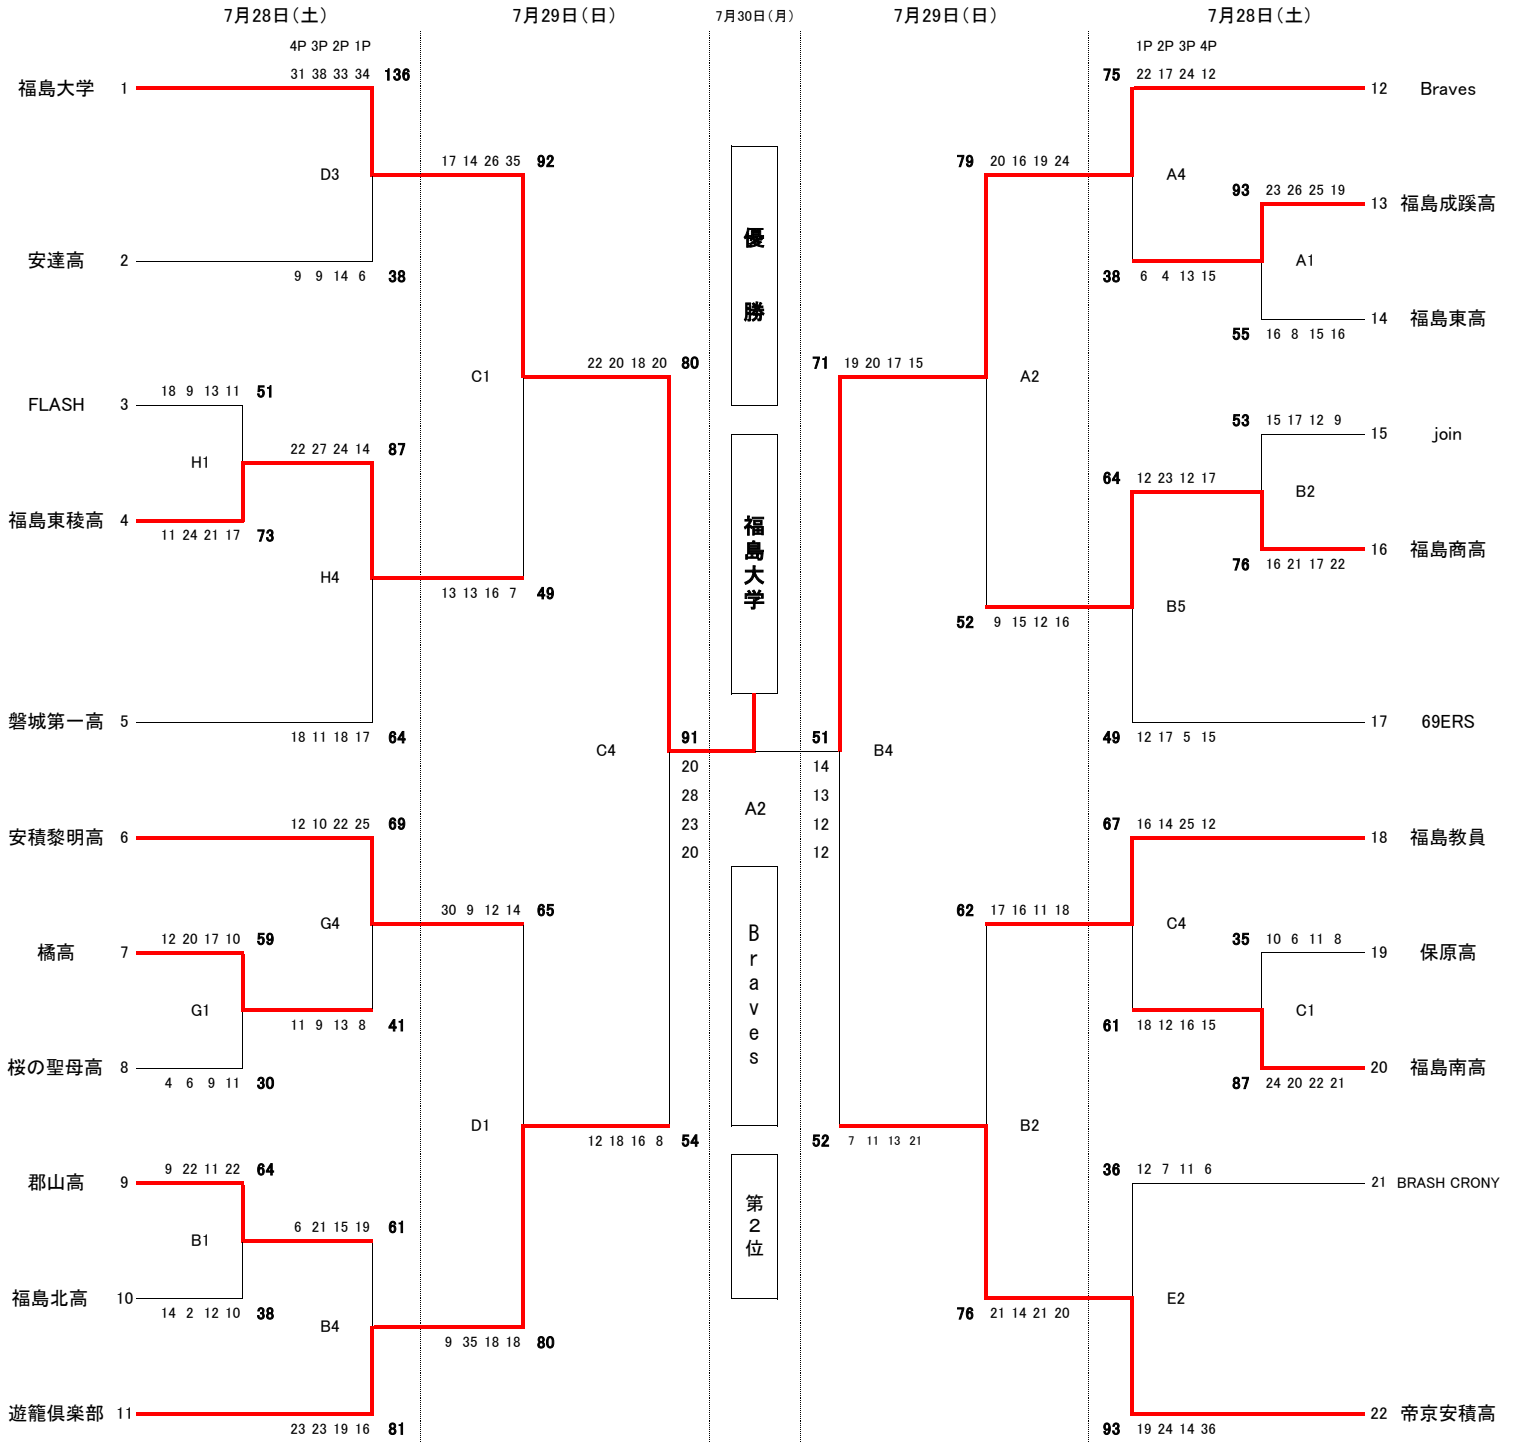 7月28日（土） 7月29日（日） 7月30日（月） 7月29日（日） 7月28日（土）
4P 3P 2P 1P 1P 2P 3P 4P
31 38 33 34 136 75 22 17 24 12
福島大学 1 12 Braves
17 14 26 35 92 79 20 16 19 24
D3 A4
93 23 26 25 19
13 福島成蹊高
優勝
安達高 2 A1
9 9 14 6 38 38 6 4 13 15
14 福島東高
55 16 8 15 16
22 20 18 20 80 71 19 20 17 15
C1 A2
18 9 13 11 51
FLASH 3
53 15 17 12 9
15 join
22 27 24 14 87
H1
64 12 23 12 17
B2
福島東稜高 4
福島大学
11 24 21 17 73
16 福島商高
76 16 21 17 22
H4
13 13 16 7 49
B5
52 9 15 12 16
磐城第一高 5 17 69ERS
18 11 18 17 64 91 51 49 12 17 5 15
C4 B4
20 14
28 13
A2
23 12
20 12
12 10 22 25 69 67 16 14 25 12
安積黎明高 6 18 福島教員
30 9 12 14 65 62 17 16 11 18
G4 C4
12 20 17 10 59 35 10 6 11 8
橘高 7 19 保原高
Braves
G1 C1
11 9 13 8 41 61 18 12 16 15
桜の聖母高 8 20 福島南高
4 6 9 11 30 87 24 20 22 21
D1 B2
12 18 16 8 54 52 7 11 13 21
9 22 11 22 64 36 12 7 11 6
郡山高 9 21 BRASH CRONY
第2位
6 21 15 19 61
B1
福島北高 10 E2
14 2 12 10 38 76 21 14 21 20
B4
9 35 18 18 80
遊籠倶楽部 11 22 帝京安積高
23 23 19 16 81 93 19 24 14 36